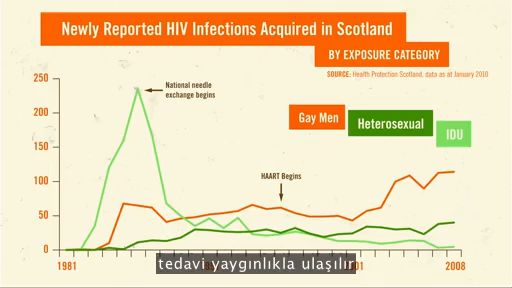 Newly Reported HIV Infections Acquired in Scotland
BY EXPOSURE CATEGORY
SOURCE: Health Protection Scotland, data as at January 2010
250
200
150
100
50
0
National needle
exchange begins
HAART Begins
Gay Men
Heterosexual
IDU
1981
2008
tedavi yaygınlıkla ulaşılır